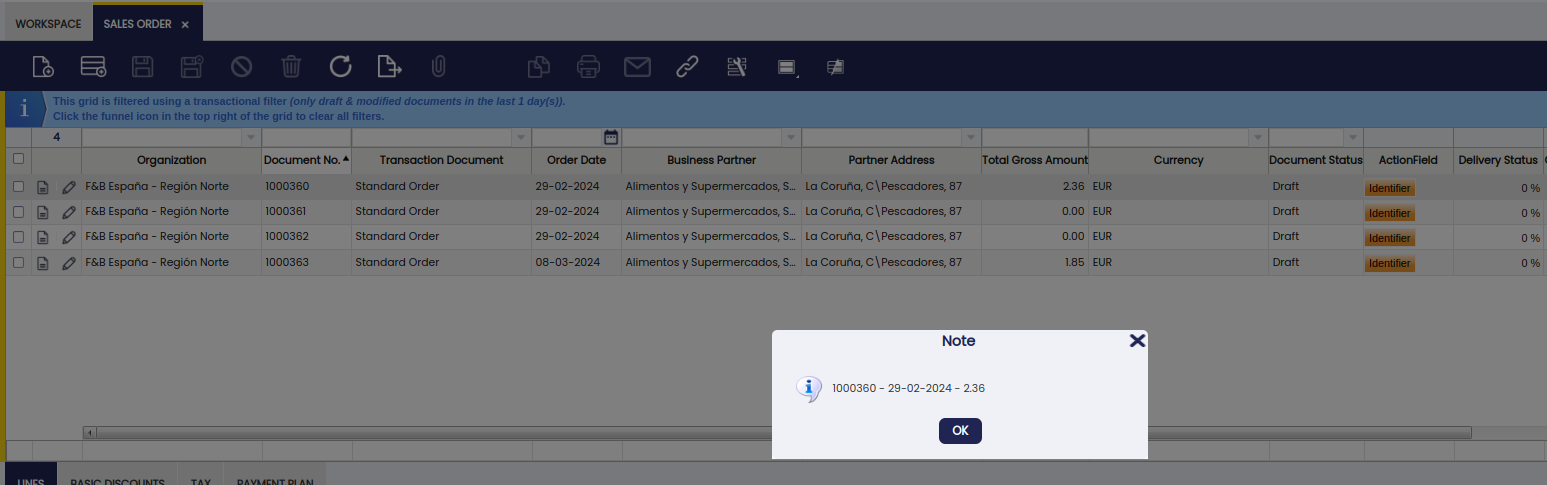 WORKSPACE SALES ORDER
This grid is filtered using a transactional filter (only draft & modified documents in the last 1 day(s)).
Click the funnel icon in the top right of the grid to clear all filters.
4
Organization Document No. Transaction Document Order Date Business Partner Partner Address Total Gross Amount Currency Document Status ActionField Delivery Status
F&B España - Región Norte 1000360 Standard Order 29-02-2024 Alimentos y Supermercados, S... La Coruña, C\Pescadores, 87 2.36 EUR Draft Identifier 0 %
F&B España - Región Norte 1000361 Standard Order 29-02-2024 Alimentos y Supermercados, S... La Coruña, C\Pescadores, 87 0.00 EUR Draft Identifier 0 %
F&B España - Región Norte 1000362 Standard Order 29-02-2024 Alimentos y Supermercados, S... La Coruña, C\Pescadores, 87 0.00 EUR Draft Identifier 0 %
F&B España - Región Norte 1000363 Standard Order 08-03-2024 Alimentos y Supermercados, S... La Coruña, C\Pescadores, 87 1.85 EUR Draft Identifier 0 %
Note
1000360 - 29-02-2024 - 2.36
OK
LINES BASIC DISCOUNTS TAX PAYMENT PLAN